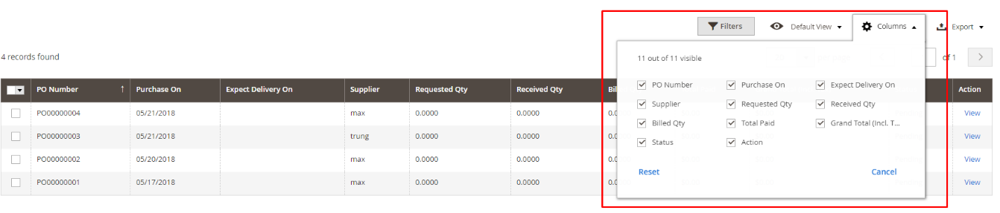 Filters Default View Columns Export
4 records found
11 out of 11 visible
of 1
PO Number Purchase On Expect Delivery On Supplier Requested Qty Received Qty Bil Action
PO Number Purchase On Expect Delivery On
Supplier Requested Qty Received Qty
Billed Qty Total Paid Grand Total (Incl. T...
Status Action
Reset Cancel
PO00000004 05/21/2018 max 0.0000 0.0000 0.0 View
PO00000003 05/21/2018 trung 0.0000 0.0000 0.0 View
PO00000002 05/20/2018 max 0.0000 0.0000 0.0 View
PO00000001 05/17/2018 max 0.0000 0.0000 0.0 View